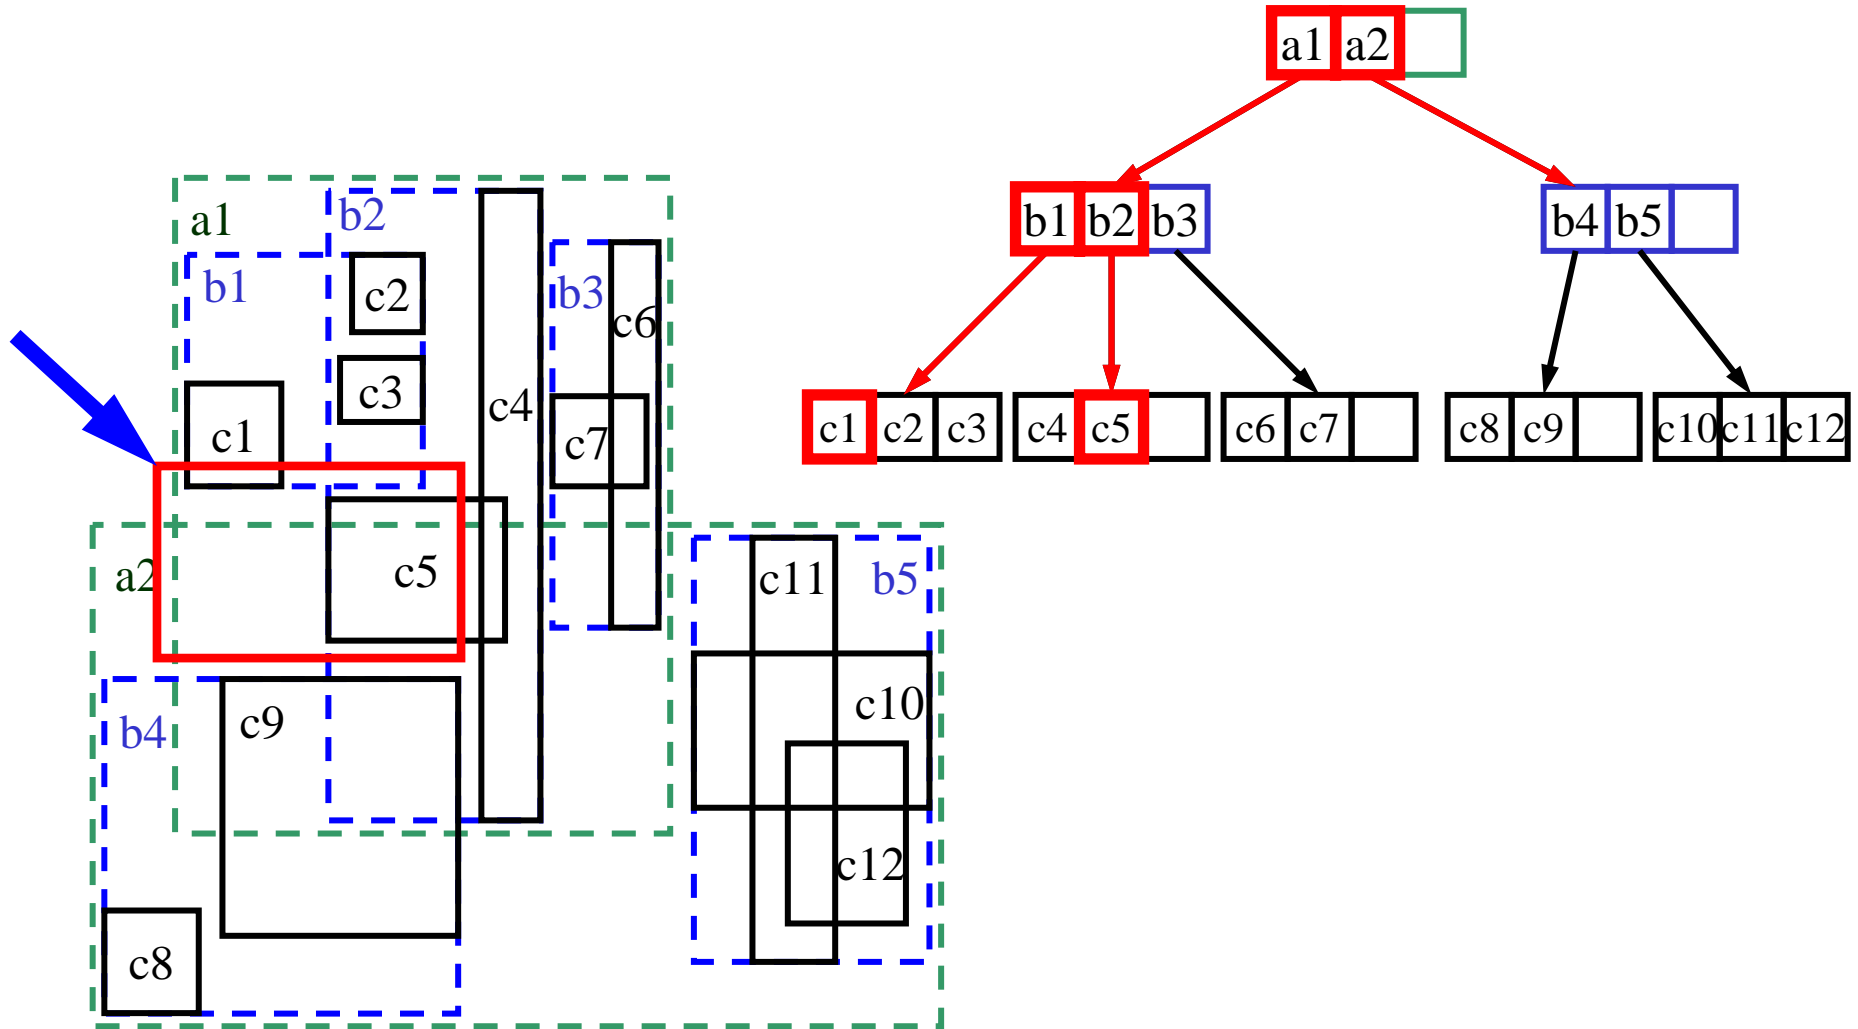 a1 a2
b1 b2 b3 b4 b5
c1 c2 c3 c4 c5 c6 c7 c8 c9 c10 c11 c12
a1
b2
b1
b3
c2
c6
c3
c4
c1
c7
a2
c5
c11
b5
b4
c9
c10
c12
c8